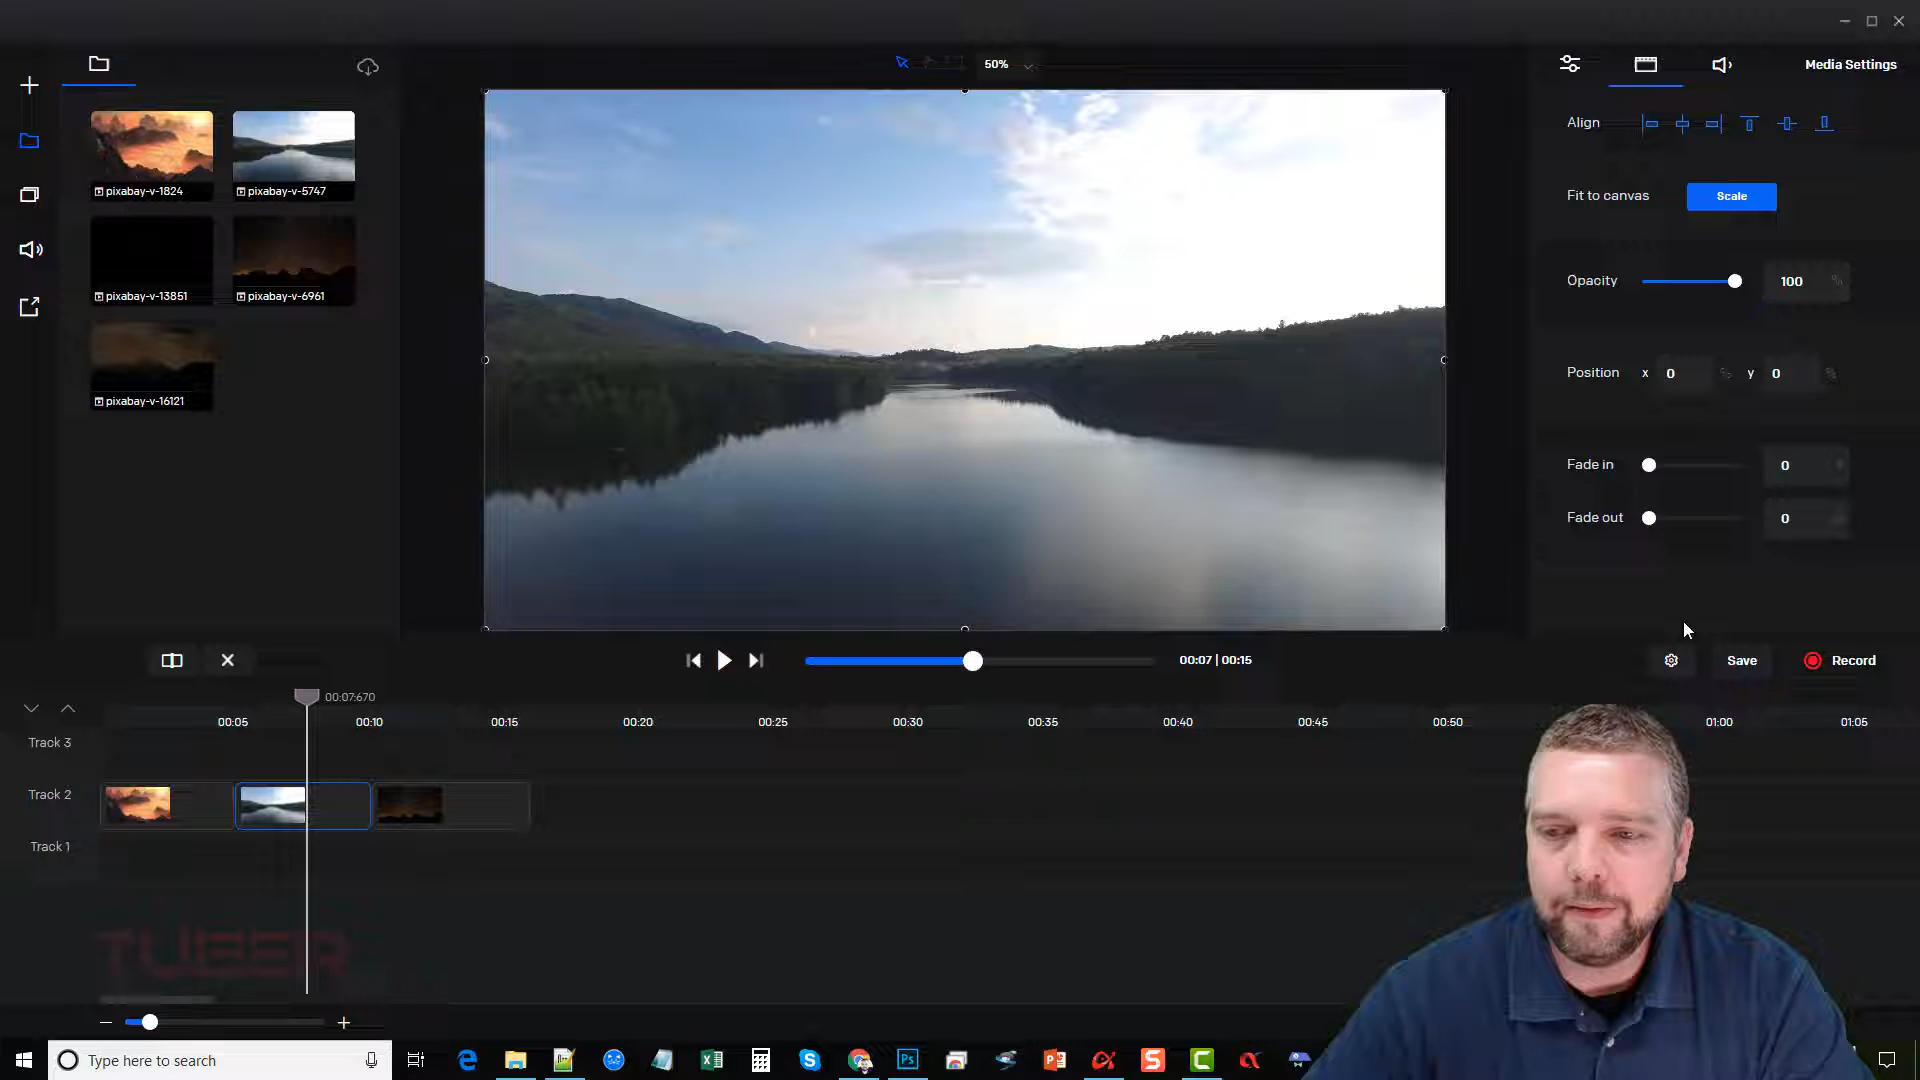 50%
Media Settings
Align
pixabay-v-1824
pixabay-v-5747
Fit to canvas
Scale
Opacity
100
%
pixabay-v-13851
pixabay-v-6961
Position x 0 % y 0 %
pixabay-v-16121
Fade in
0
Fade out
0
00:07 | 00:15
Save
Record
00:07:670
00:05 00:10 00:15 00:20 00:25 00:30 00:35 00:40 00:45 00:50 01:00 01:05
Track 3
Track 2
Track 1
TUBER
Type here to search